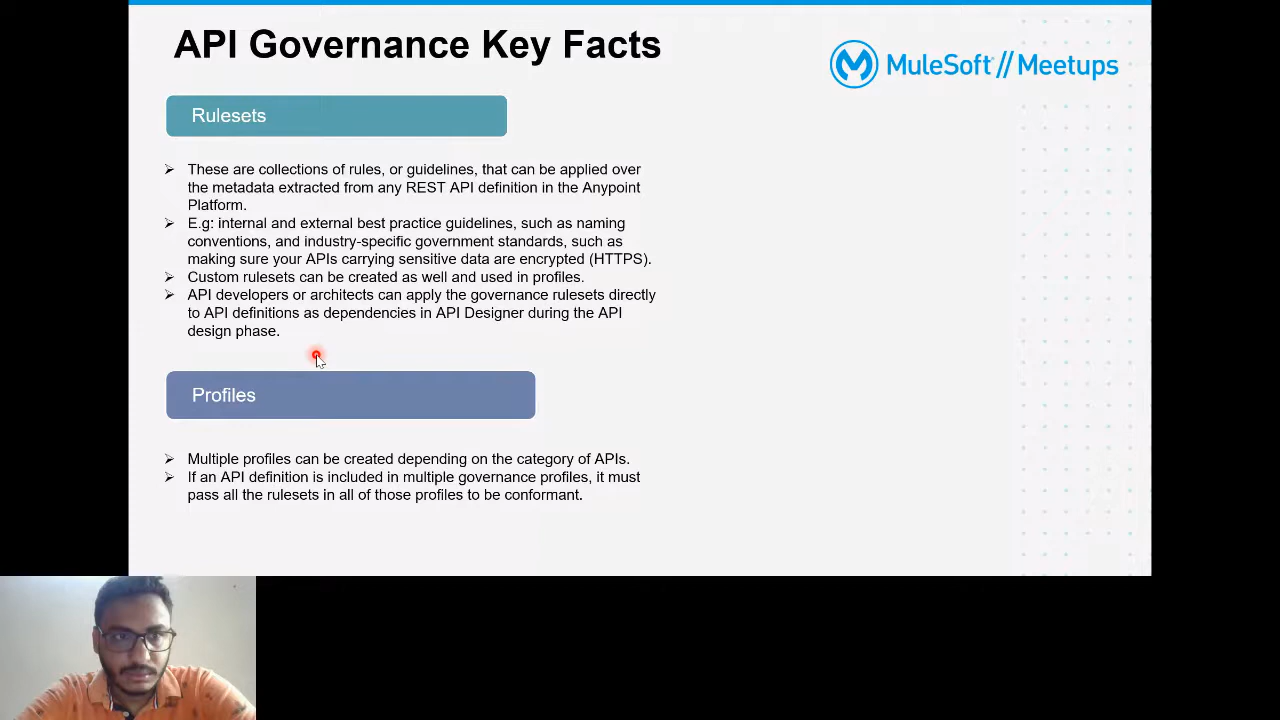 API Governance Key Facts
MuleSoft // Meetups
Rulesets
These are collections of rules, or guidelines, that can be applied over
the metadata extracted from any REST API definition in the Anypoint
Platform.
E.g: internal and external best practice guidelines, such as naming
conventions, and industry-specific government standards, such as
making sure your APIs carrying sensitive data are encrypted (HTTPS).
Custom rulesets can be created as well and used in profiles.
API developers or architects can apply the governance rulesets directly
to API definitions as dependencies in API Designer during the API
design phase.
Profiles
Multiple profiles can be created depending on the category of APIs.
If an API definition is included in multiple governance profiles, it must
pass all the rulesets in all of those profiles to be conformant.